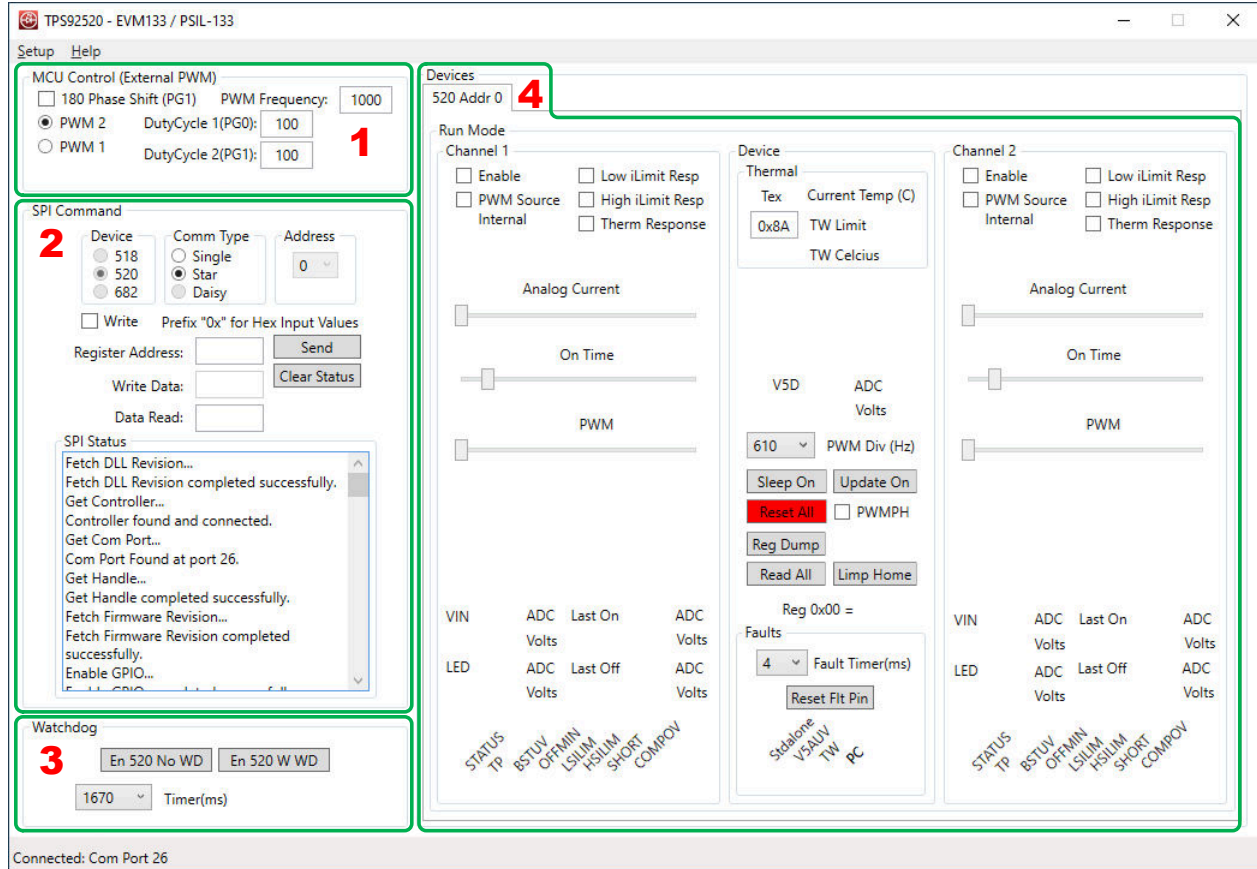 TPS92520 - EVM133 / PSIL-133
Setup Help
MCU Control (External PWM)
180 Phase Shift (PG1) PWM Frequency: 1000
PWM 2 DutyCycle 1(PG0): 100
PWM 1 DutyCycle 2(PG1): 100
1
SPI Command
2
Device Comm Type Address
518 Single
520 Star 0
682 Daisy
Write Prefix "0x" for Hex Input Values
Register Address: Send
Write Data: Clear Status
Data Read:
SPI Status
Fetch DLL Revision...
Fetch DLL Revision completed successfully.
Get Controller...
Controller found and connected.
Get Com Port...
Com Port Found at port 26.
Get Handle...
Get Handle completed successfully.
Fetch Firmware Revision...
Fetch Firmware Revision completed
successfully.
Enable GPIO...
Watchdog
3
En 520 No WD En 520 W WD
1670 Timer(ms)
Devices
520 Addr 0
4
Run Mode
Channel 1
Enable Low iLimit Resp
PWM Source High iLimit Resp
Internal Therm Response
Analog Current
On Time
PWM
VIN ADC Last On ADC
Volts Volts
LED ADC Last Off ADC
Volts Volts
STATUS TP BSTUV OFFMIN LSILIM HSILIM SHORT COMPOV
Device
Thermal
Tex Current Temp (C)
0x8A TW Limit
TW Celcius
V5D ADC
Volts
610 PWM Div (Hz)
Sleep On Update On
Reset All PWMPH
Reg Dump
Read All Limp Home
Reg 0x00 =
Faults
4 Fault Timer(ms)
Reset Flt Pin
Stdalone V5AUV TW PC
Channel 2
Enable Low iLimit Resp
PWM Source High iLimit Resp
Internal Therm Response
Analog Current
On Time
PWM
VIN ADC Last On ADC
Volts Volts
LED ADC Last Off ADC
Volts Volts
STATUS TP BSTUV OFFMIN LSILIM HSILIM SHORT COMPOV
Connected: Com Port 26